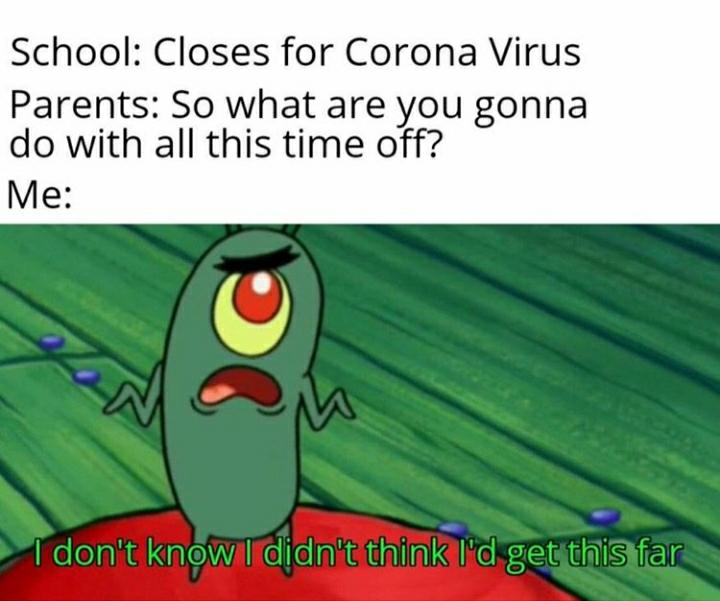 School: Closes for Corona Virus
Parents: So what are you gonna
do with all this time off?
Me:
I don't know I didn't think I'd get this far